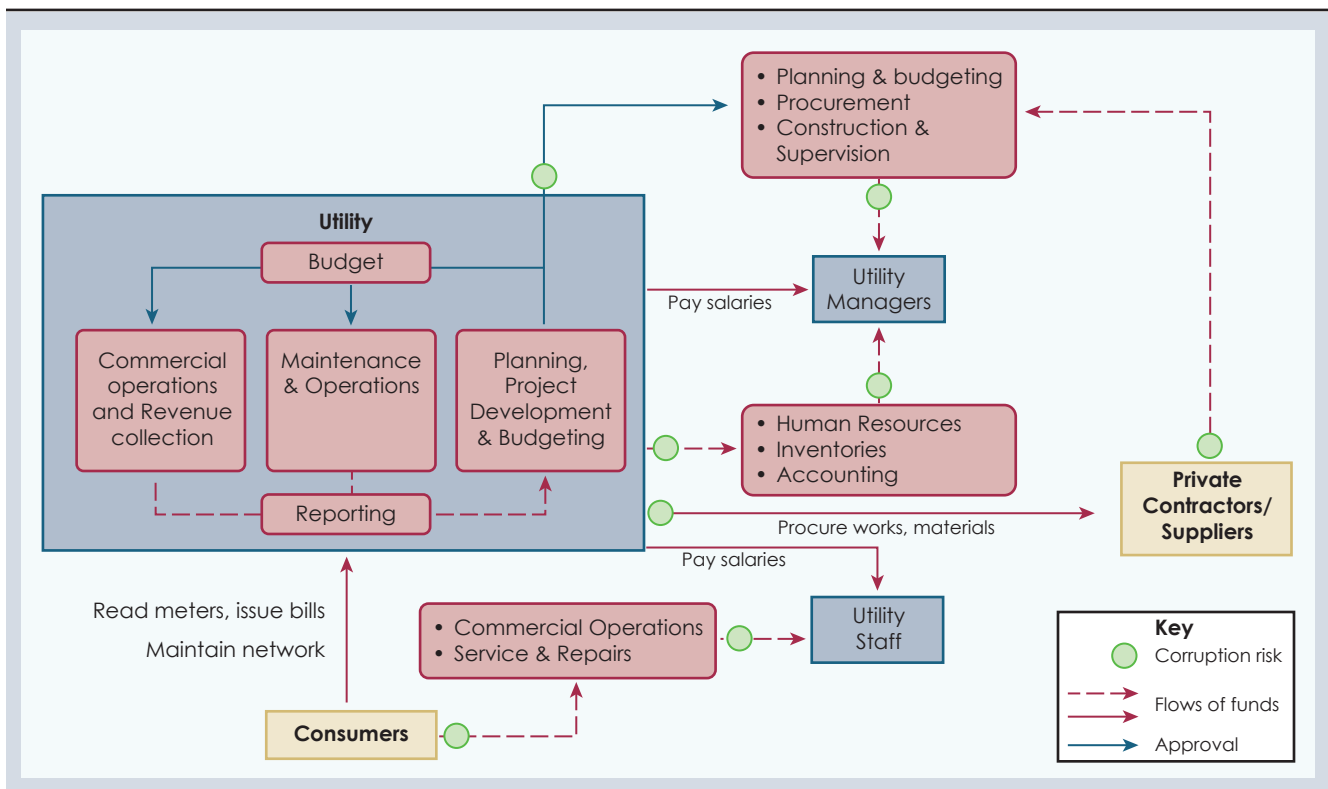 • Planning & budgeting
• Procurement
• Construction &
Supervision
Utility
Budget
Commercial
operations
and Revenue
collection
Maintenance
& Operations
Planning,
Project
Development
& Budgeting
Reporting
Pay salaries
Utility
Managers
• Human Resources
• Inventories
• Accounting
Procure works, materials
Private
Contractors/
Suppliers
Pay salaries
Read meters, issue bills
Maintain network
• Commercial Operations
• Service & Repairs
Utility
Staff
Consumers
Key
Corruption risk
Flows of funds
Approval